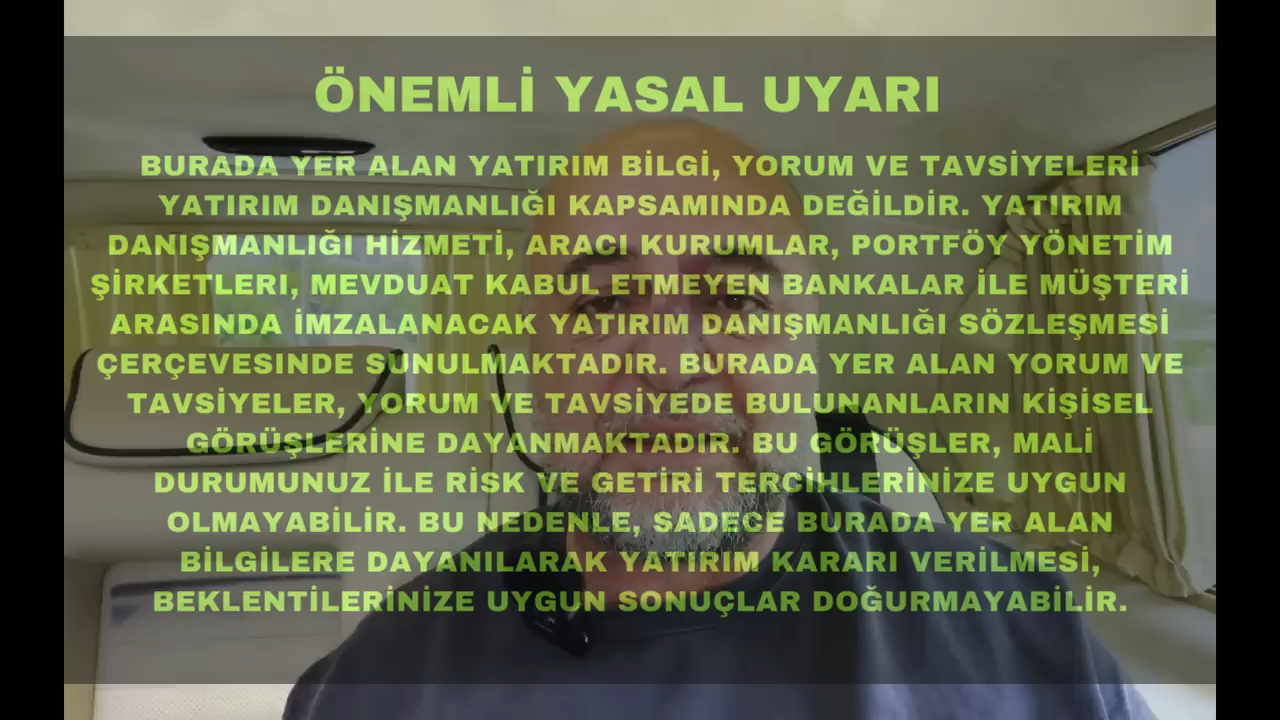 ÖNEMLİ YASAL UYARI
BURADA YER ALAN YATIRIM BİLGİ, YORUM VE TAVSİYELERİ
YATIRIM DANIŞMANLIĞI KAPSAMINDA DEĞİLDİR. YATIRIM
DANIŞMANLIĞI HİZMETİ, ARACI KURUMLAR, PORTFÖY YÖNETİM
ŞİRKETLERI, MEVDUAT KABUL ETMEYEN BANKALAR İLE MÜŞTERİ
ARASINDA İMZALANACAK YATIRIM DANIŞMANLIĞI SÖZLEŞMESİ
ÇERÇEVESINDE SUNULMAKTADIR. BURADA YER ALAN YORUM VE
TAVSİYELER, YORUM VE TAVSİYEDE BULUNANLARIN KİŞİSEL
GÖRÜŞLERİNE DAYANMAKTADIR. BU GÖRÜŞLER, MALİ
DURUMUNUZ İLE RİSK VE GETİRİ TERCİHLERİNİZE UYGUN
OLMAYABİLİR. BU NEDENLE, SADECE BURADA YER ALAN
BİLGİLERE DAYANILARAK YATIRIM KARARI VERİLMESİ,
BEKLENTİLERİNİZE UYGUN SONUÇLAR DOĞURMAYABİLİR.